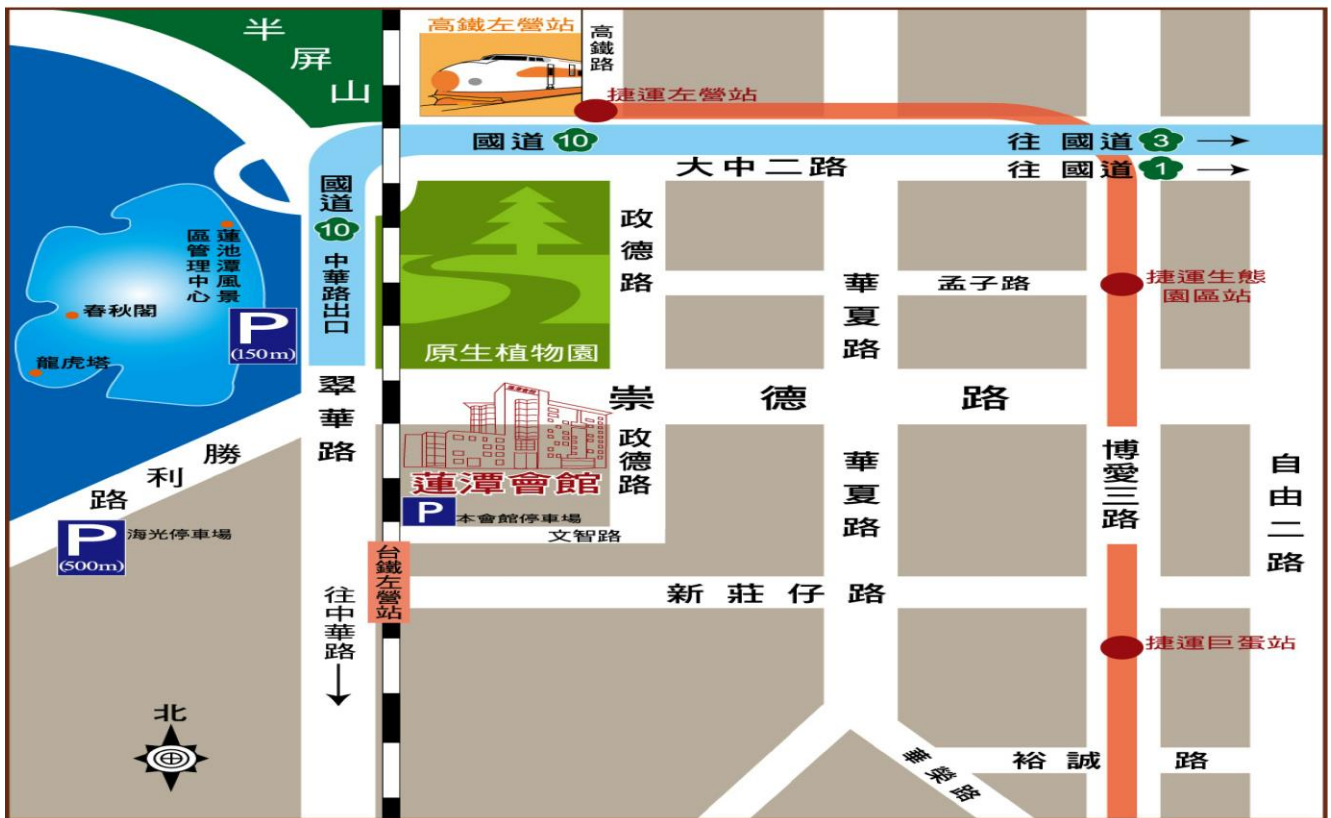 半屏山
高鐵左營站
高鐵路
捷運左營站
國道 10
往 國道 3
大中二路
往 國道 1
國道 10 中華路出口
蓮池潭風景
區管理中心
春秋閣
龍虎塔
P
(150m)
政德路
華夏路
孟子路
捷運生態
園區站
原生植物園
翠華路
崇德路
蓮潭會館
蓮潭會館
P 本會館停車場
政德路
華夏路
博愛三路
自由二路
勝利路
P
(500m)
海光停車場
文智路
台鐵左營站
新莊仔路
往中華路
捷運巨蛋站
北
華榮路
裕誠路